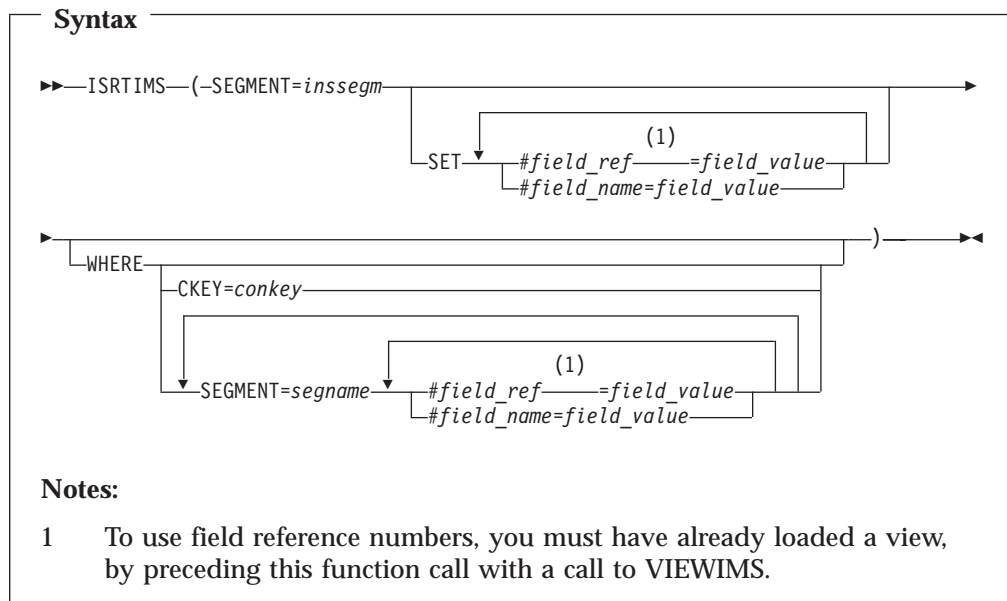 Syntax
ISRTIMS ( SEGMENT=inssegm
(1)
SET #field_ref =field_value
#field_name=field_value
)
WHERE
CKEY=conkey
(1)
SEGMENT=segname #field_ref =field_value
#field_name=field_value
Notes:
1 To use field reference numbers, you must have already loaded a view,
by preceding this function call with a call to VIEWIMS.